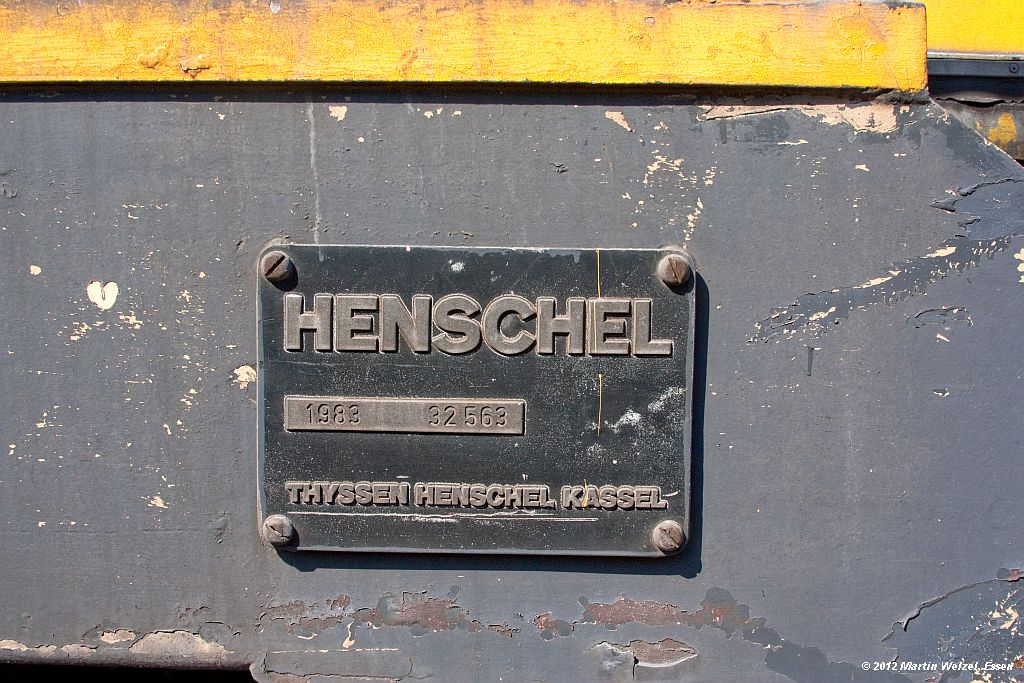 HENSCHEL
1983 32 563
THYSSEN HENSCHEL KASSEL
© 2012 Martin Welzel, Essen